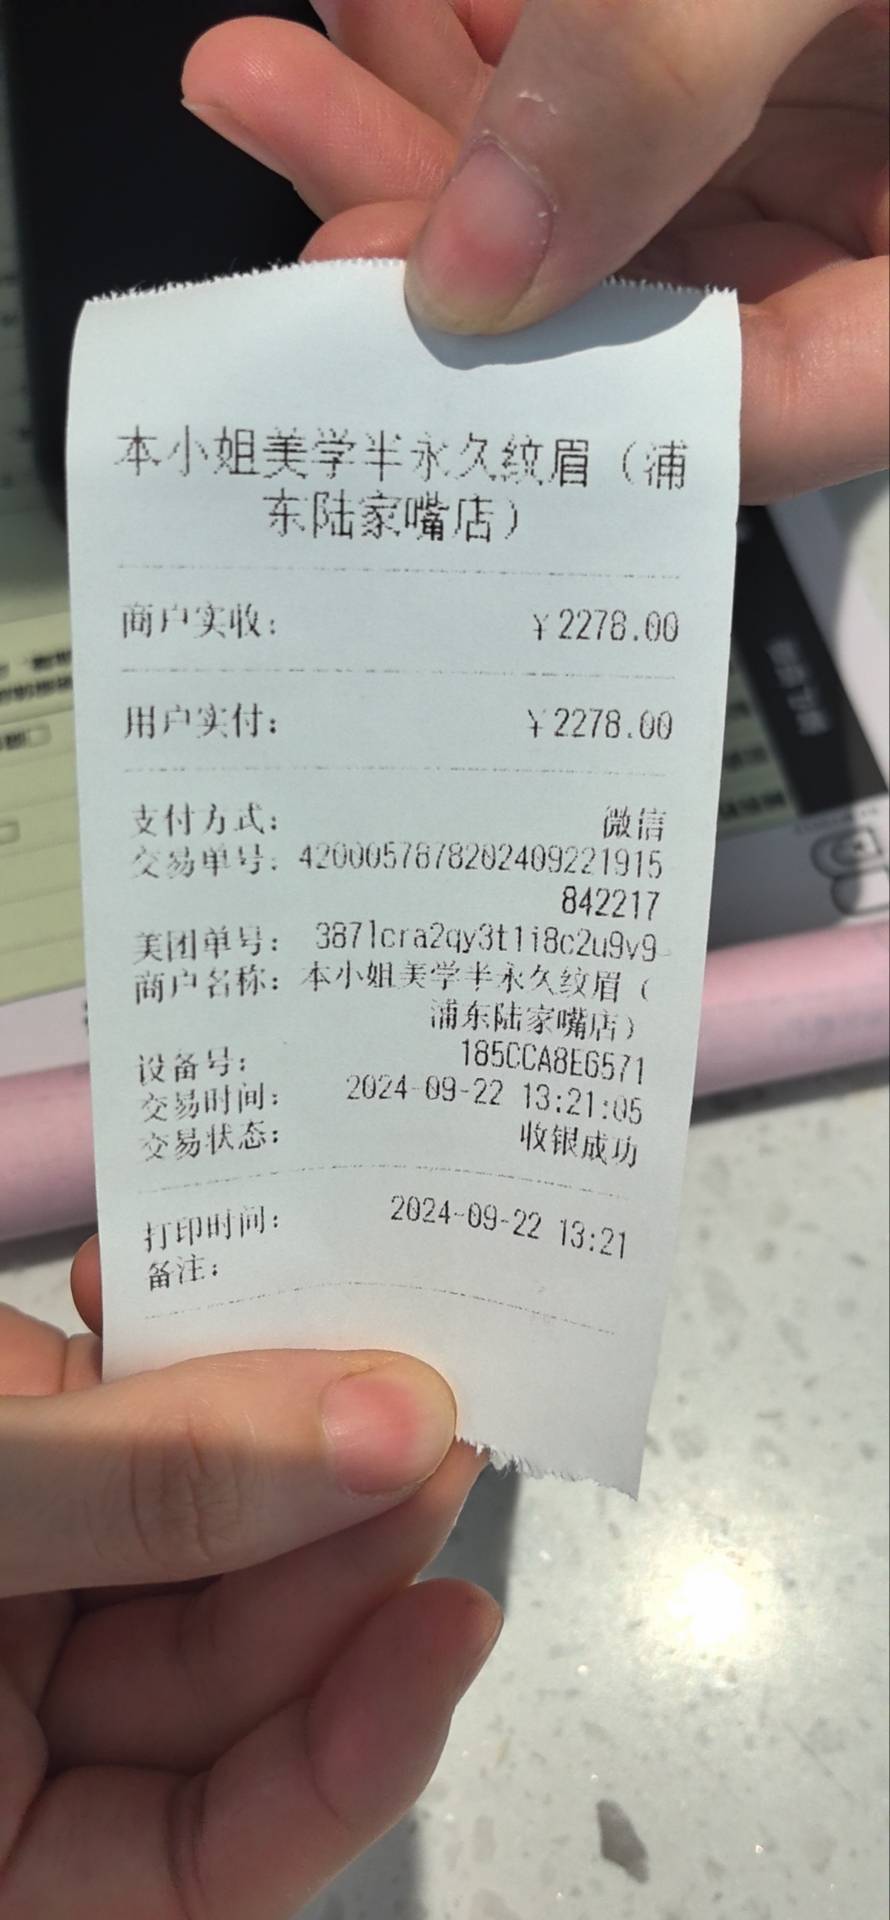 本小姐美学半永久纹眉（浦
东陆家嘴店）
商户实收： ￥2278.00
用户实付： ￥2278.00
支付方式： 微信
交易单号：4200057878202409221915
842217
美团单号： 387lcra2qy3t1i8c2u9v9
商户名称：本小姐美学半永久纹眉（
浦东陆家嘴店）
设备号： 185CCA8E6571
交易时间： 2024-09-22 13:21:05
交易状态： 收银成功
打印时间： 2024-09-22 13:21
备注：